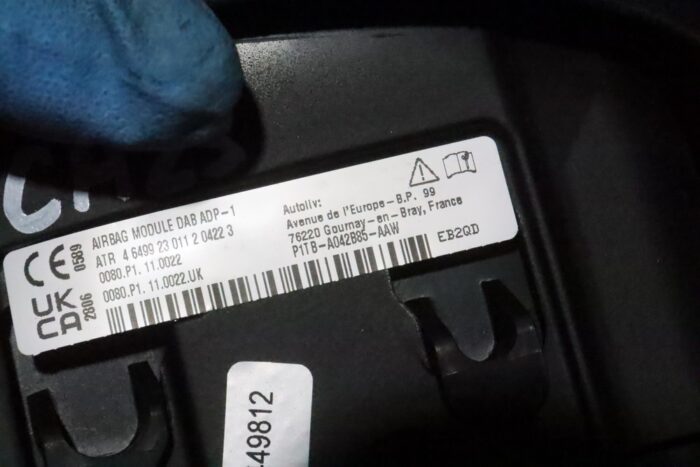 CE 0589
UK CA 2806
AIRBAG MODULE DAB ADP-1
ATR 4 6499 23 011 2 0422 3
0080.P1. 11.0022
0080.P1. 11.0022.UK
Autoliv:
Avenue de l'Europe-B.P. 99
76220 Gournay-en-Bray, France
P1TB-A042B85-AAW
EB2QD
49812